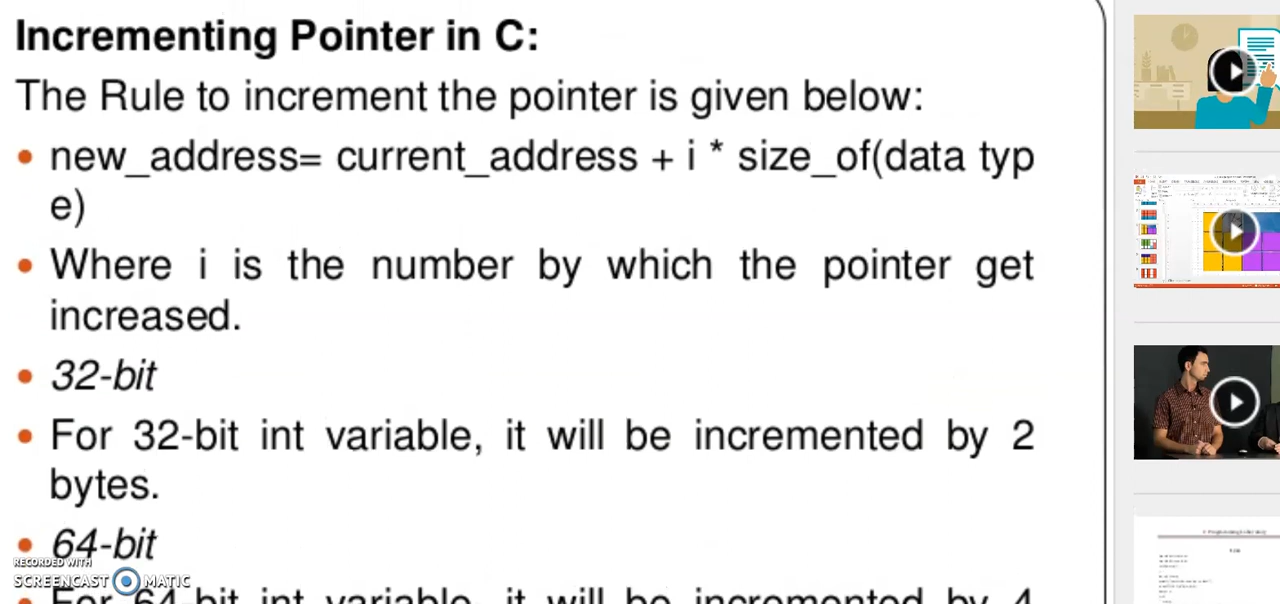 Incrementing Pointer in C:
The Rule to increment the pointer is given below:
• new_address= current_address + i * size_of(data typ
e)
• Where i is the number by which the pointer get
increased.
• 32-bit
• For 32-bit int variable, it will be incremented by 2
bytes.
• 64-bit
• For 64-bit int variable, it will be incremented by 4
RECORDED WITH
SCREENCAST MATIC